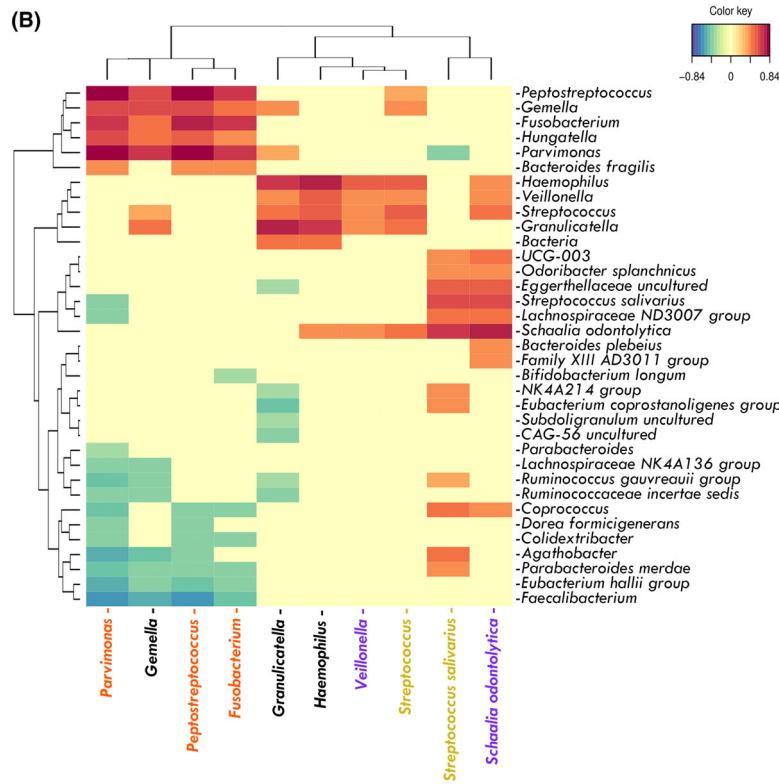 (B)
Color key
−0.84 0 0.84
-Peptostreptococcus
-Gemella
-Fusobacterium
-Hungatella
-Parvimonas
-Bacteroides fragilis
-Haemophilus
-Veillonella
-Streptococcus
-Granulicatella
-Bacteria
-UCG-003
-Odoribacter splanchnicus
-Eggerthellaceae uncultured
-Streptococcus salivarius
-Lachnospiraceae ND3007 group
-Schaalia odontolytica
-Bacteroides plebeius
-Family XIII AD3011 group
-Bifidobacterium longum
-NK4A214 group
-Eubacterium coprostanoligenes group
-Subdoligranulum uncultured
-CAG-56 uncultured
-Parabacteroides
-Lachnospiraceae NK4A136 group
-Ruminococcus gauvreauii group
-Ruminococcaceae incertae sedis
-Coprococcus
-Dorea formicigenerans
-Colidextribacter
-Agathobacter
-Parabacteroides merdae
-Eubacterium hallii group
-Faecalibacterium
Parvimonas -
Gemella -
Peptostreptococcus -
Fusobacterium -
Granulicatella -
Haemophilus -
Veillonella -
Streptococcus -
Streptococcus salivarius -
Schaalia odontolytica -